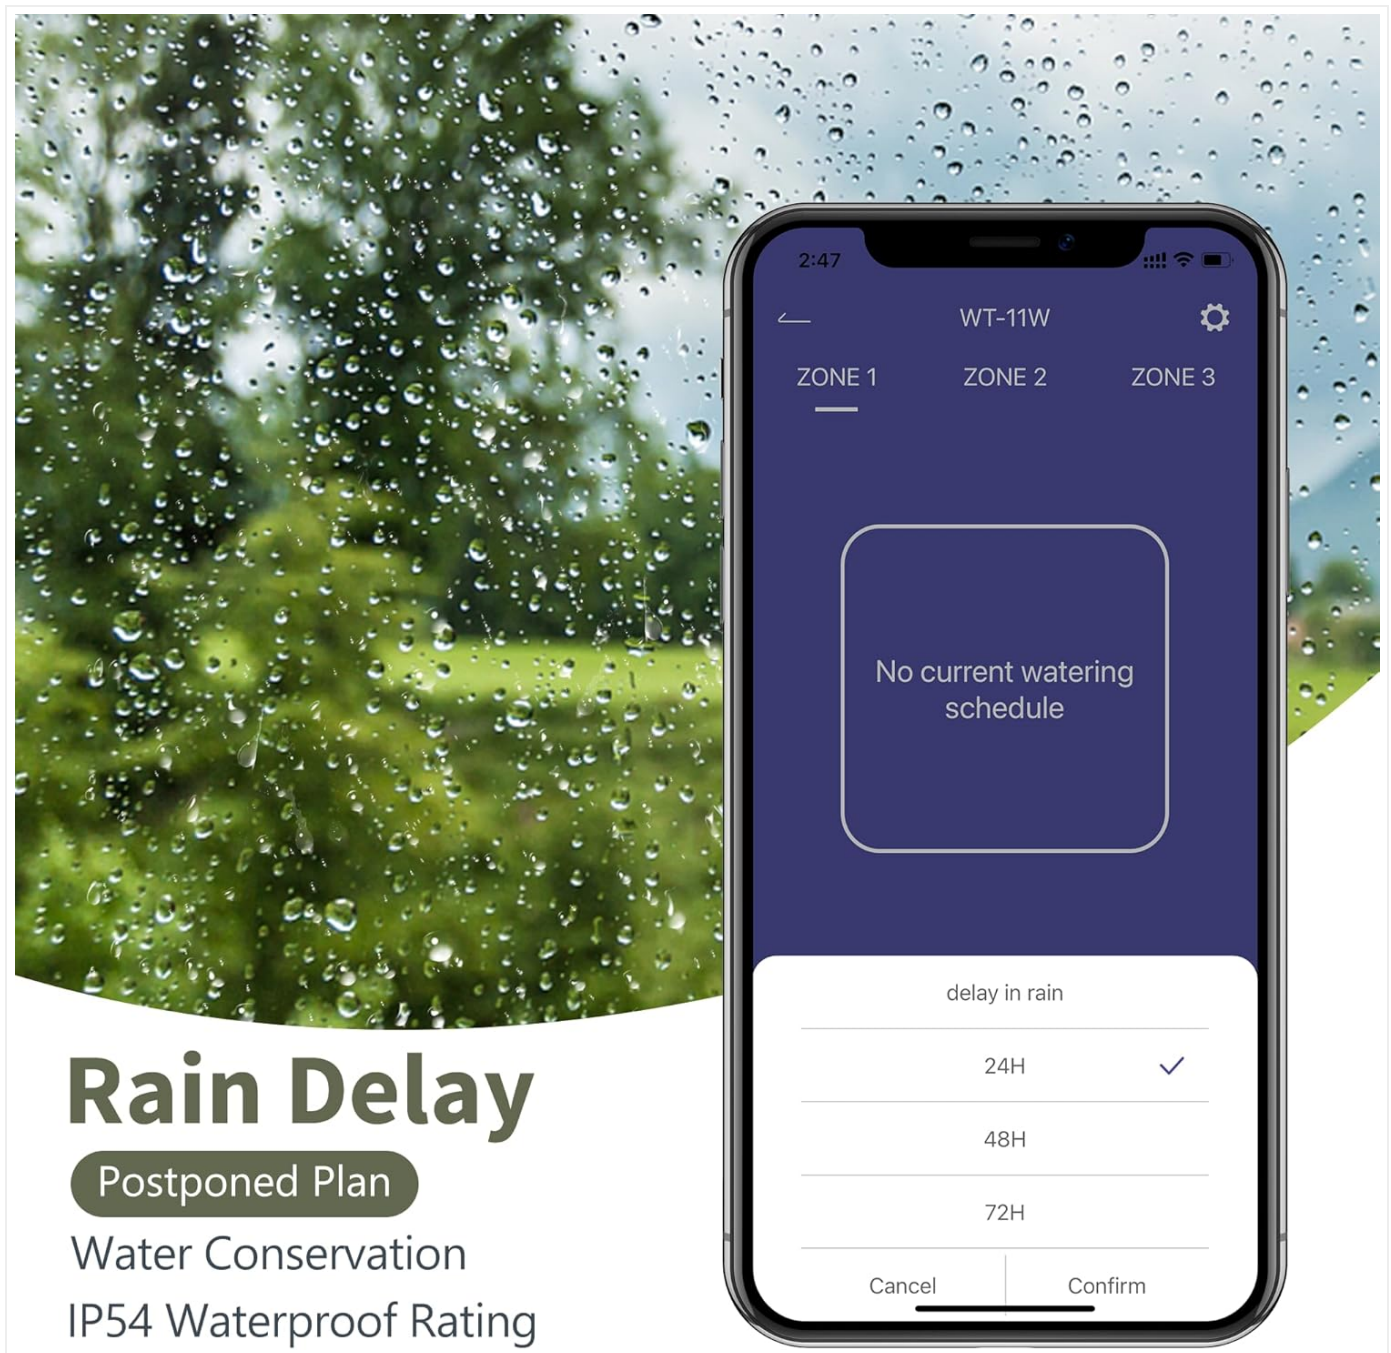 2:47
WT-11W
ZONE 1 ZONE 2 ZONE 3
No current watering
schedule
delay in rain
24H
48H
72H
Cancel Confirm
Rain Delay
Postponed Plan
Water Conservation
IP54 Waterproof Rating